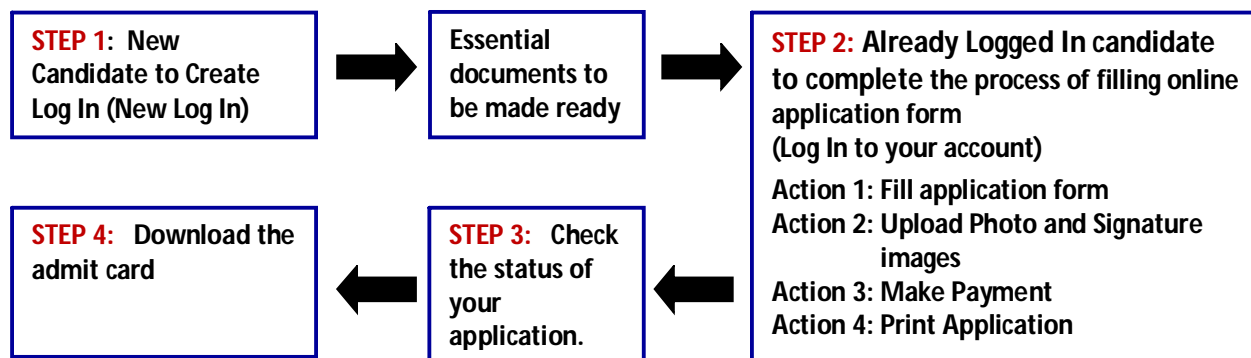 STEP 1: New
Candidate to Create
Log In (New Log In)
Essential
documents to
be made ready
STEP 2: Already Logged In candidate
to complete the process of filling online
application form
(Log In to your account)
Action 1: Fill application form
Action 2: Upload Photo and Signature
images
Action 3: Make Payment
Action 4: Print Application
STEP 3: Check
the status of
your
application.
STEP 4: Download the
admit card